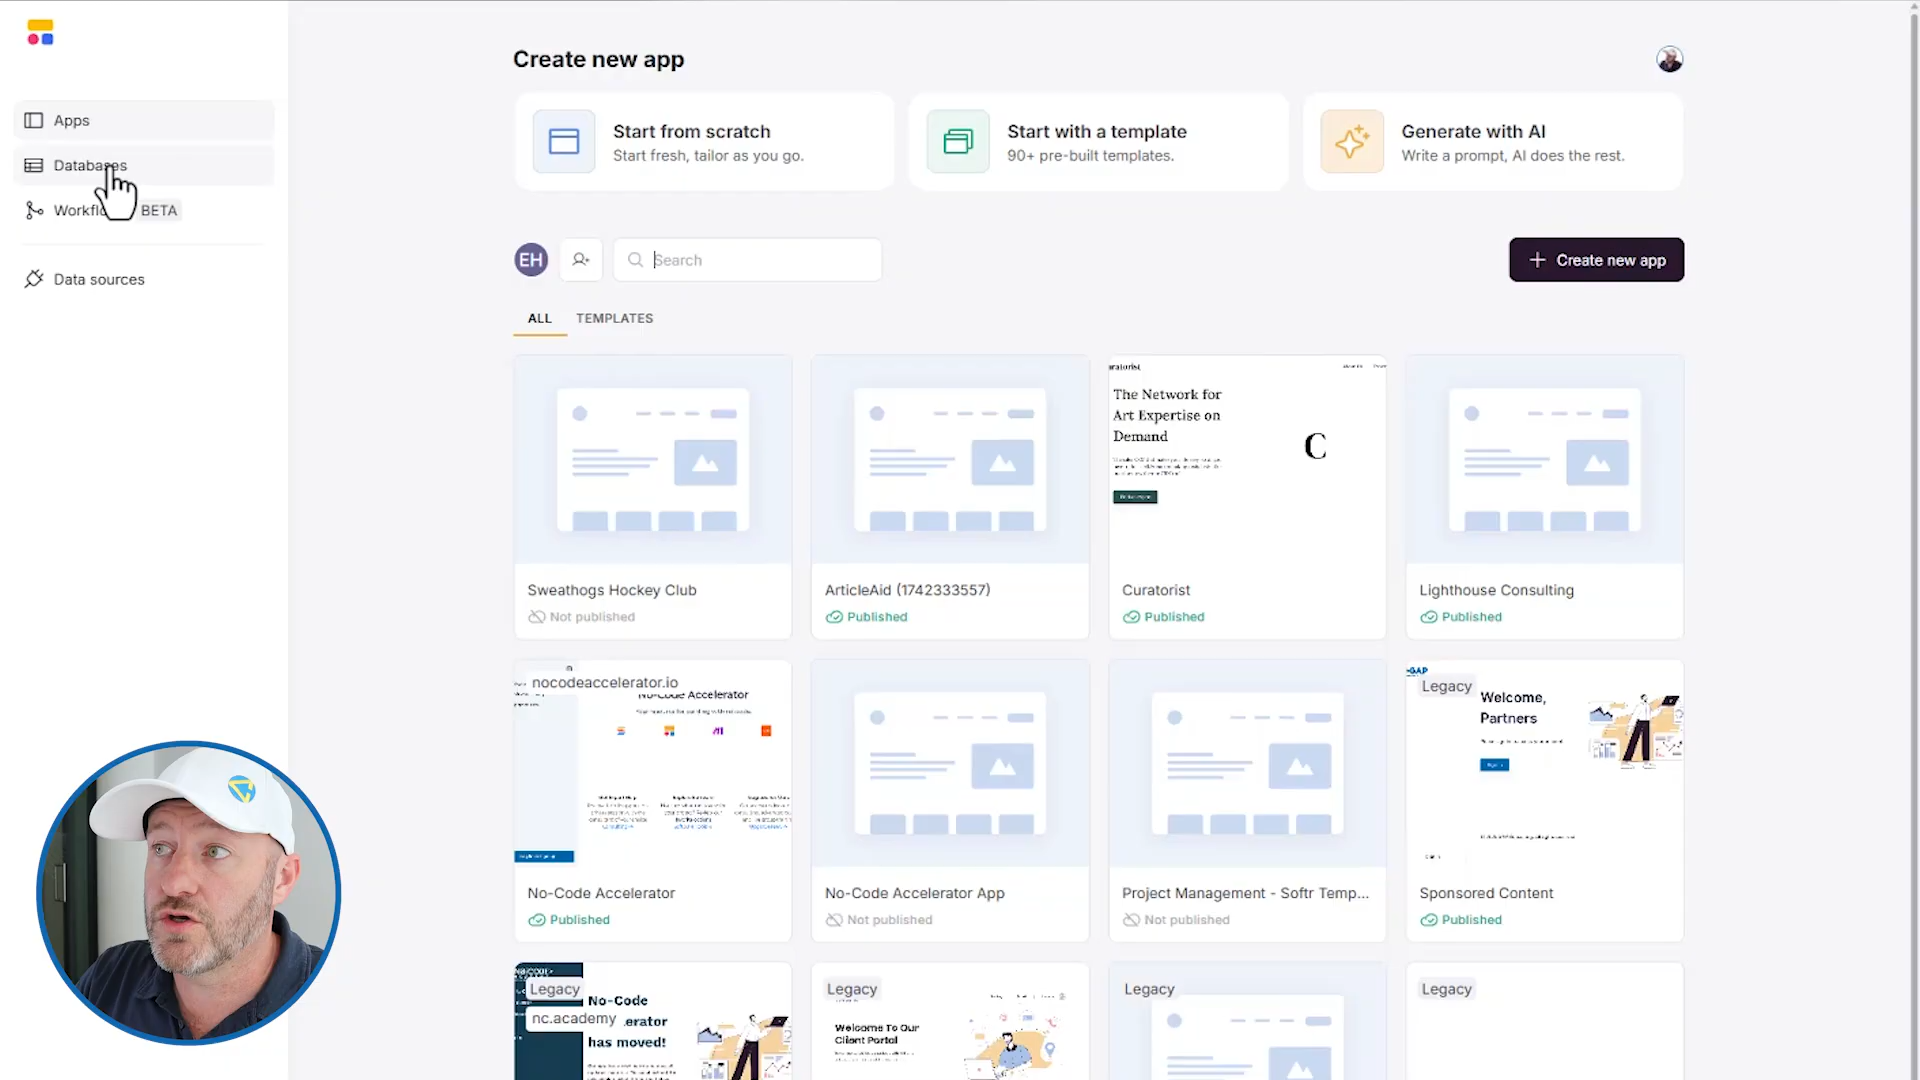 Create new app
Apps
Databases
Workfl BETA
Data sources
Start from scratch
Start fresh, tailor as you go.
Start with a template
90+ pre-built templates.
Generate with AI
Write a prompt, AI does the rest.
EH
Search
+ Create new app
ALL
TEMPLATES
uratorist
The Network for
Art Expertise on
Demand
C
Sweathogs Hockey Club
Not published
ArticleAid (1742333557)
Published
Curatorist
Published
Lighthouse Consulting
Published
nocodeaccelerator.io
No-Code Accelerator
Legacy
Welcome,
Partners
No-Code Accelerator
Published
No-Code Accelerator App
Not published
Project Management - Softr Temp...
Not published
Sponsored Content
Published
Legacy
nc.academy
No-Code
erator
has moved!
Legacy
Welcome To Our
Client Portal
Legacy
Legacy